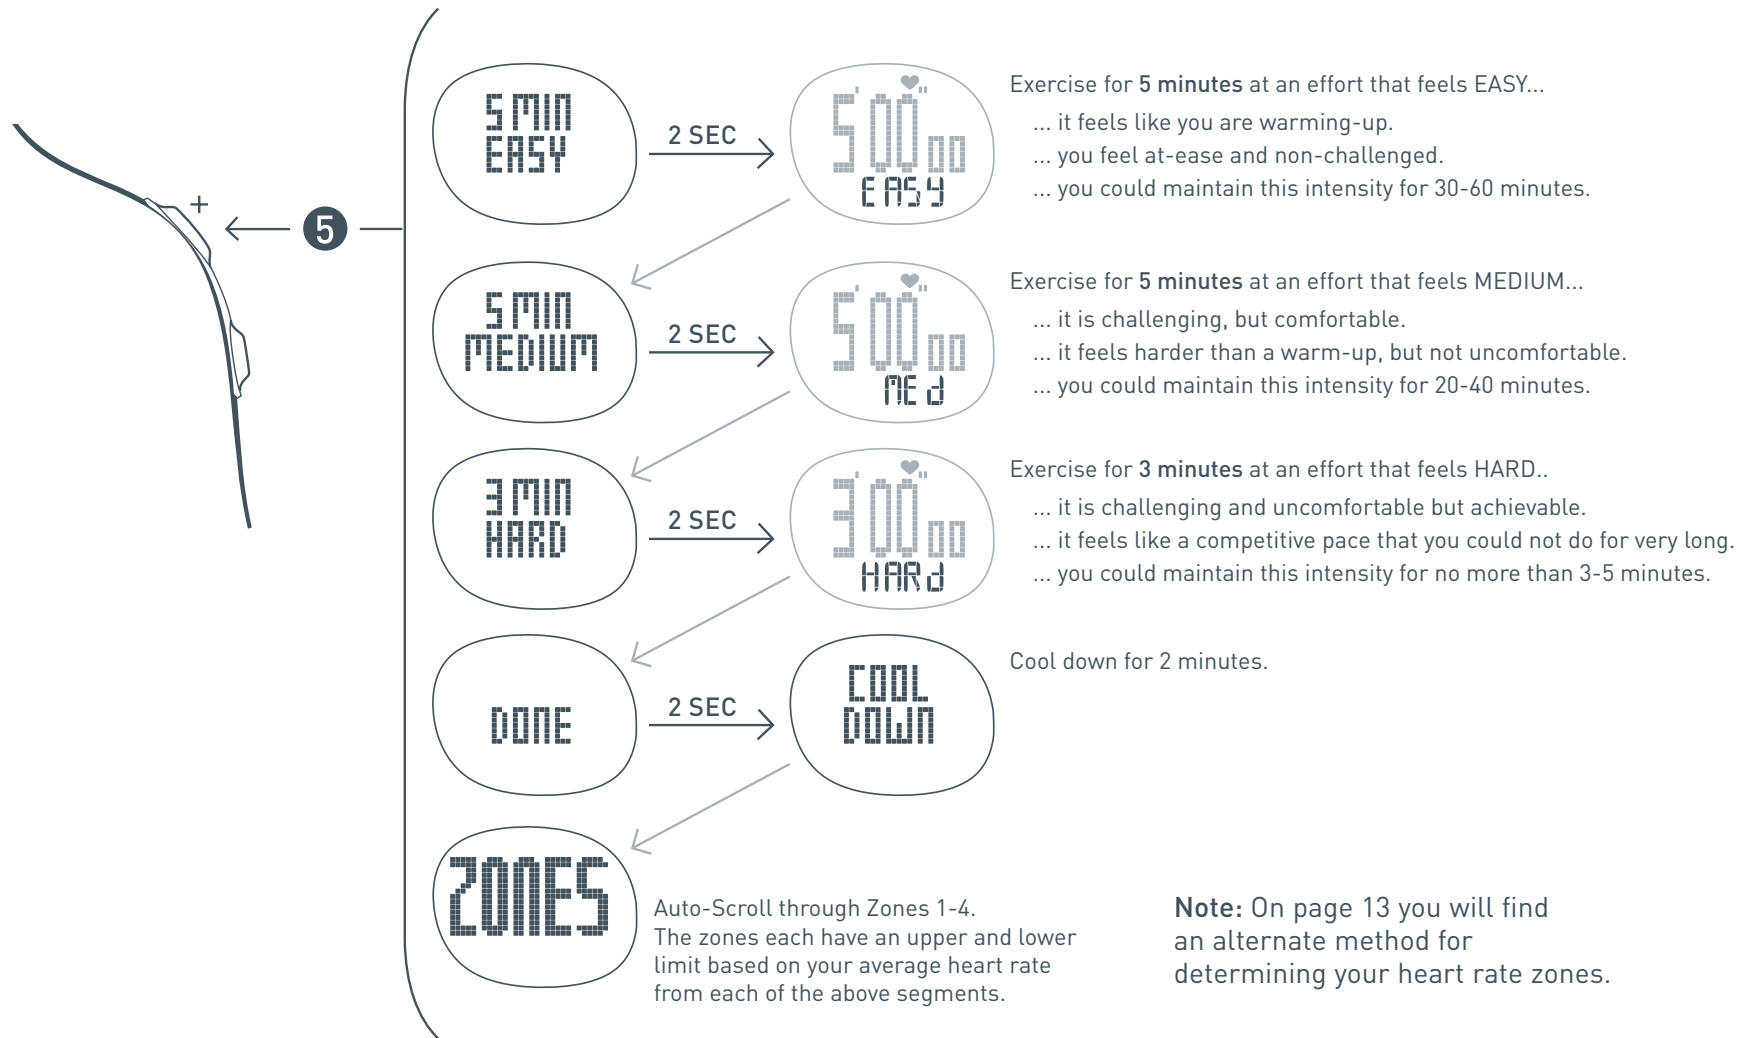 +
5
5 MIN
EASY
2 SEC
5'00"00
EASY
Exercise for 5 minutes at an effort that feels EASY...
... it feels like you are warming-up.
... you feel at-ease and non-challenged.
... you could maintain this intensity for 30-60 minutes.
5 MIN
MEDIUM
2 SEC
5'00"00
MEd
Exercise for 5 minutes at an effort that feels MEDIUM...
... it is challenging, but comfortable.
... it feels harder than a warm-up, but not uncomfortable.
... you could maintain this intensity for 20-40 minutes.
3 MIN
HARD
2 SEC
3'00"00
HARd
Exercise for 3 minutes at an effort that feels HARD..
... it is challenging and uncomfortable but achievable.
... it feels like a competitive pace that you could not do for very long.
... you could maintain this intensity for no more than 3-5 minutes.
DONE
2 SEC
COOL
DOWN
Cool down for 2 minutes.
ZONES
Auto-Scroll through Zones 1-4.
The zones each have an upper and lower
limit based on your average heart rate
from each of the above segments.
Note: On page 13 you will find
an alternate method for
determining your heart rate zones.